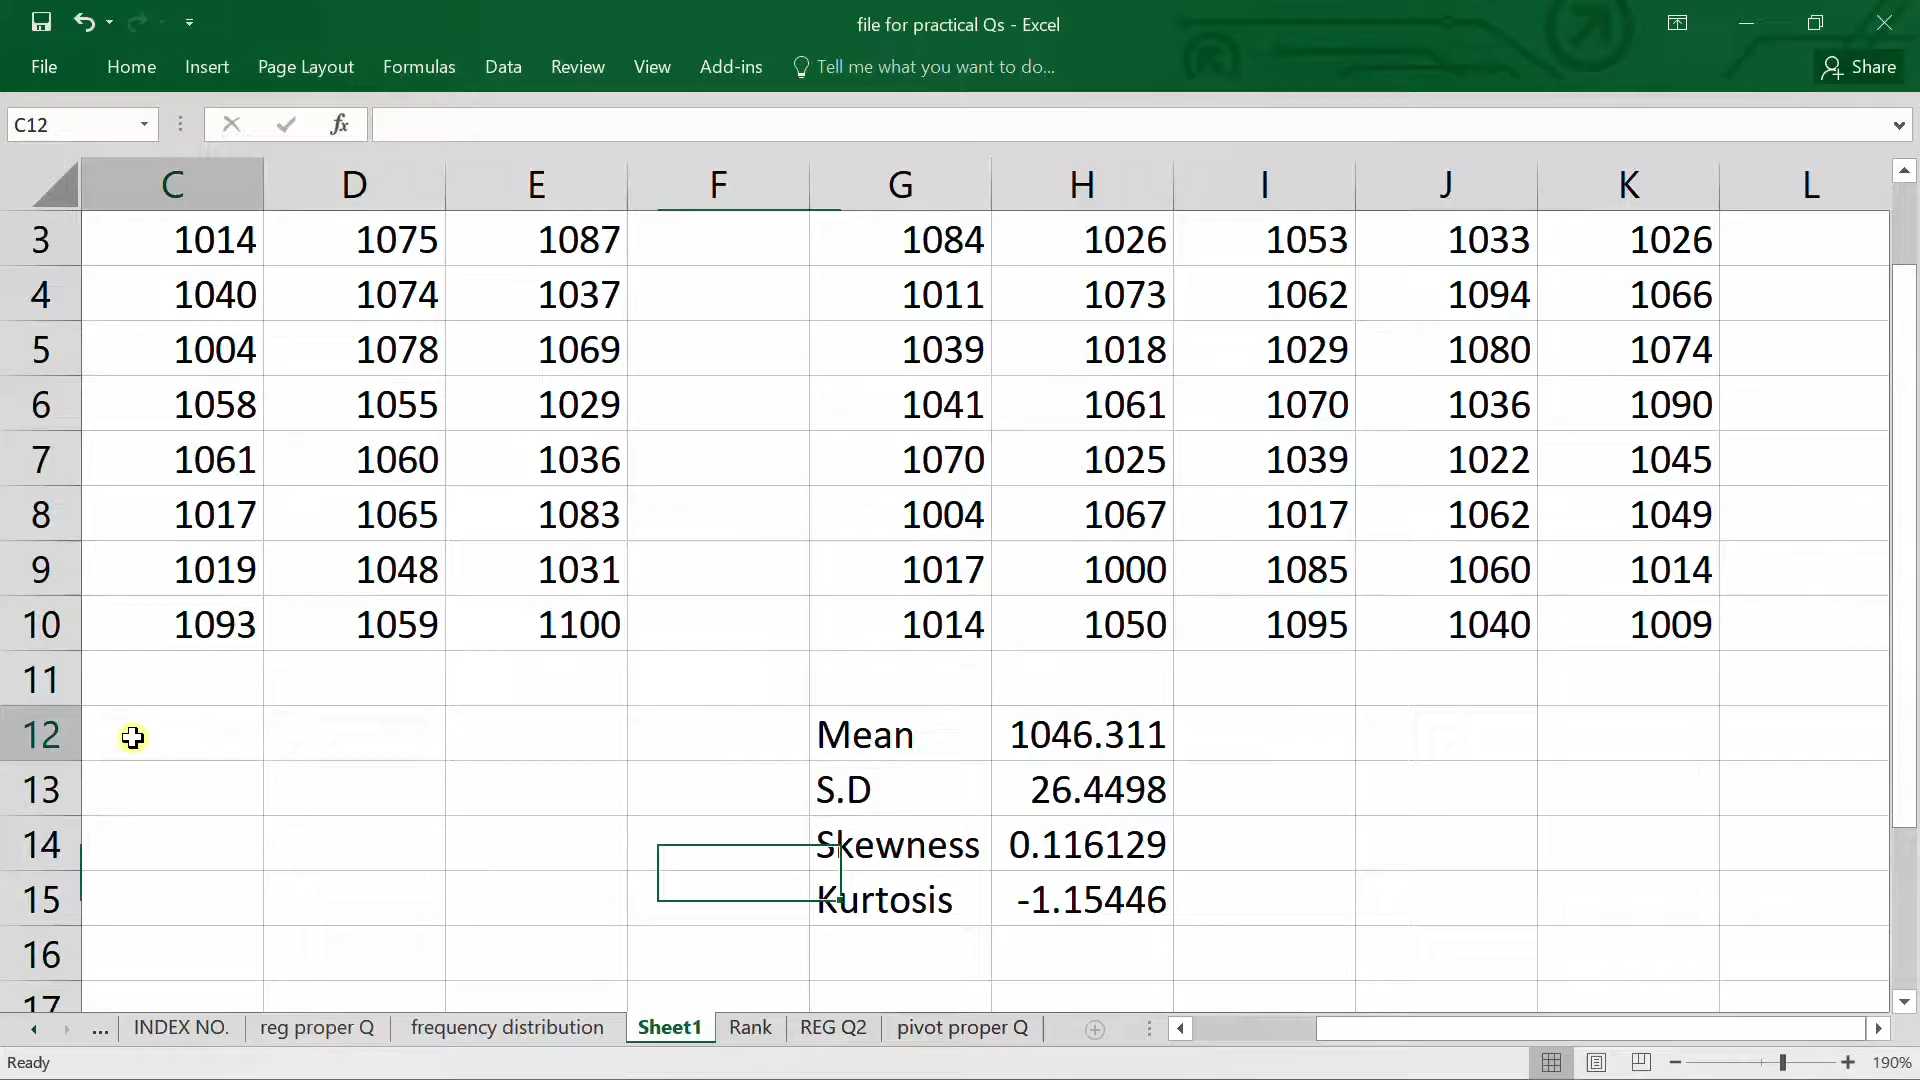 file for practical Qs - Excel
File Home Insert Page Layout Formulas Data Review View Add-ins Tell me what you want to do... Share
C12 fx
C D E F G H I J K L
3 1014 1075 1087 1084 1026 1053 1033 1026
4 1040 1074 1037 1011 1073 1062 1094 1066
5 1004 1078 1069 1039 1018 1029 1080 1074
6 1058 1055 1029 1041 1061 1070 1036 1090
7 1061 1060 1036 1070 1025 1039 1022 1045
8 1017 1065 1083 1004 1067 1017 1062 1049
9 1019 1048 1031 1017 1000 1085 1060 1014
10 1093 1059 1100 1014 1050 1095 1040 1009
11
12 Mean 1046.311
13 S.D 26.4498
14 Skewness 0.116129
15 Kurtosis -1.15446
16
17
... INDEX NO. reg proper Q frequency distribution Sheet1 Rank REG Q2 pivot proper Q
Ready 190%